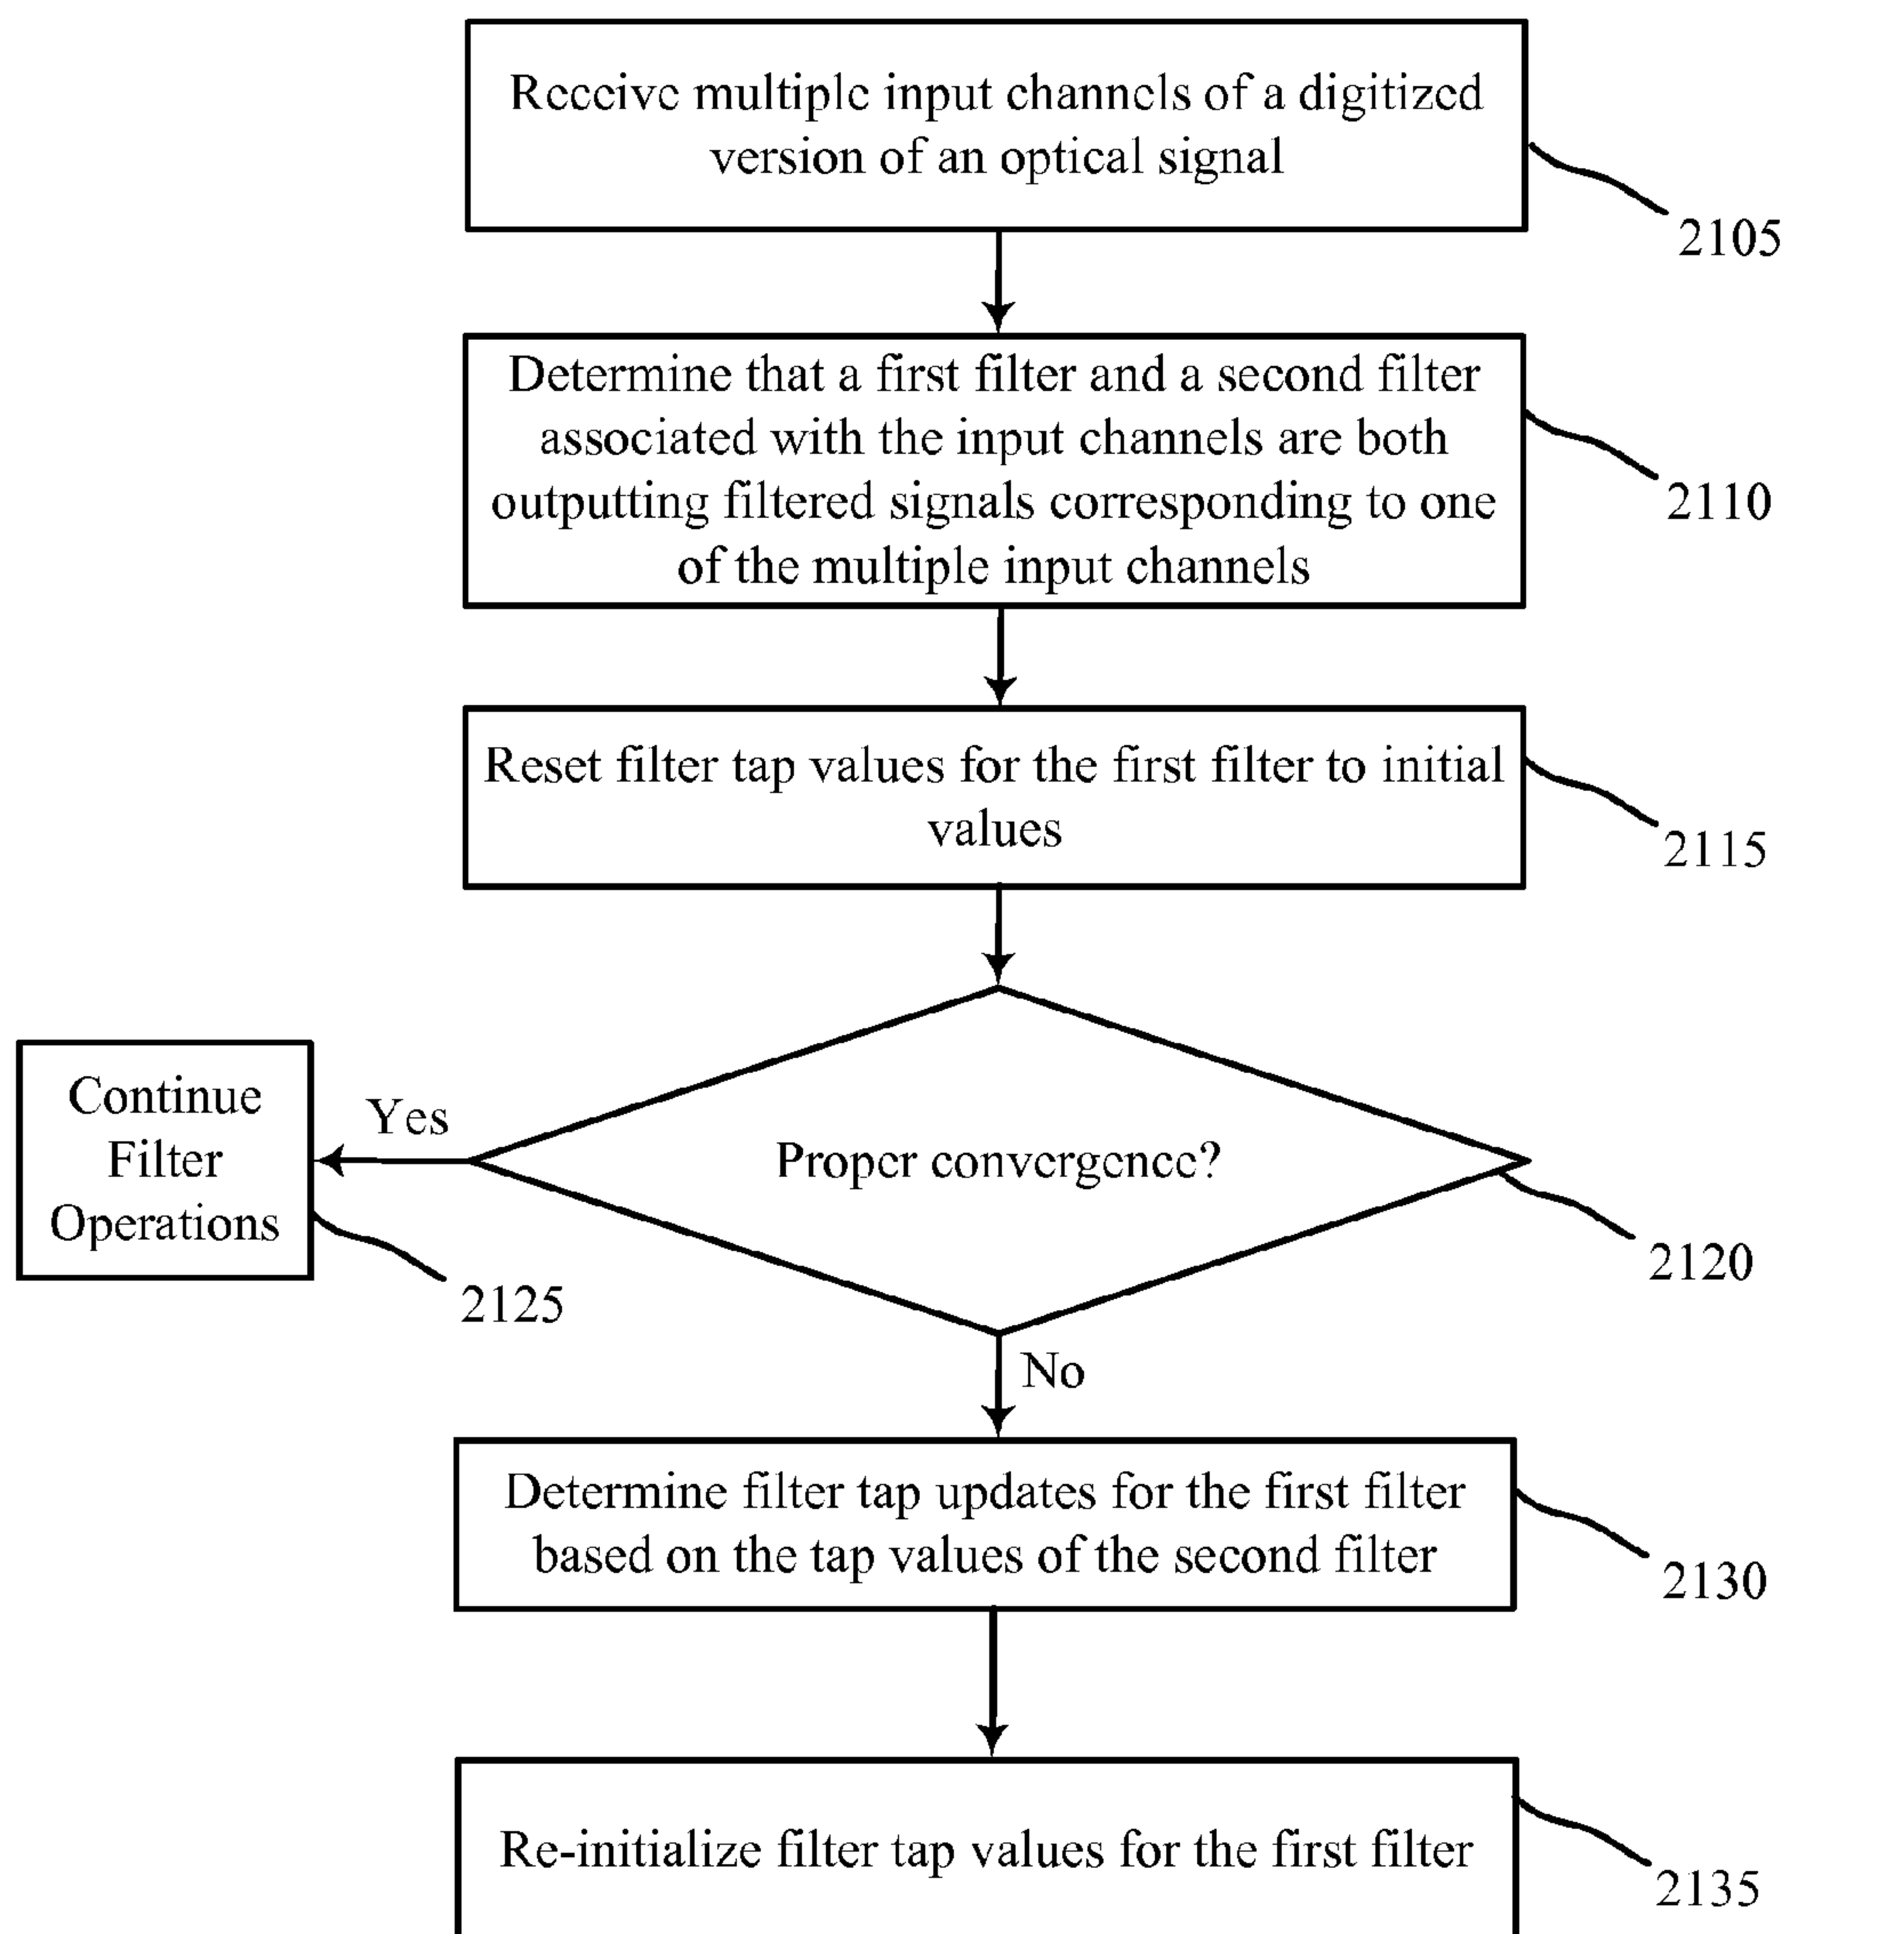 Receive multiple input channels of a digitized
version of an optical signal
2105
Determine that a first filter and a second filter
associated with the input channels are both
outputting filtered signals corresponding to one
of the multiple input channels
2110
Reset filter tap values for the first filter to initial
values
2115
Proper convergence?
2120
Yes
Continue
Filter
Operations
2125
No
Determine filter tap updates for the first filter
based on the tap values of the second filter
2130
Re-initialize filter tap values for the first filter
2135